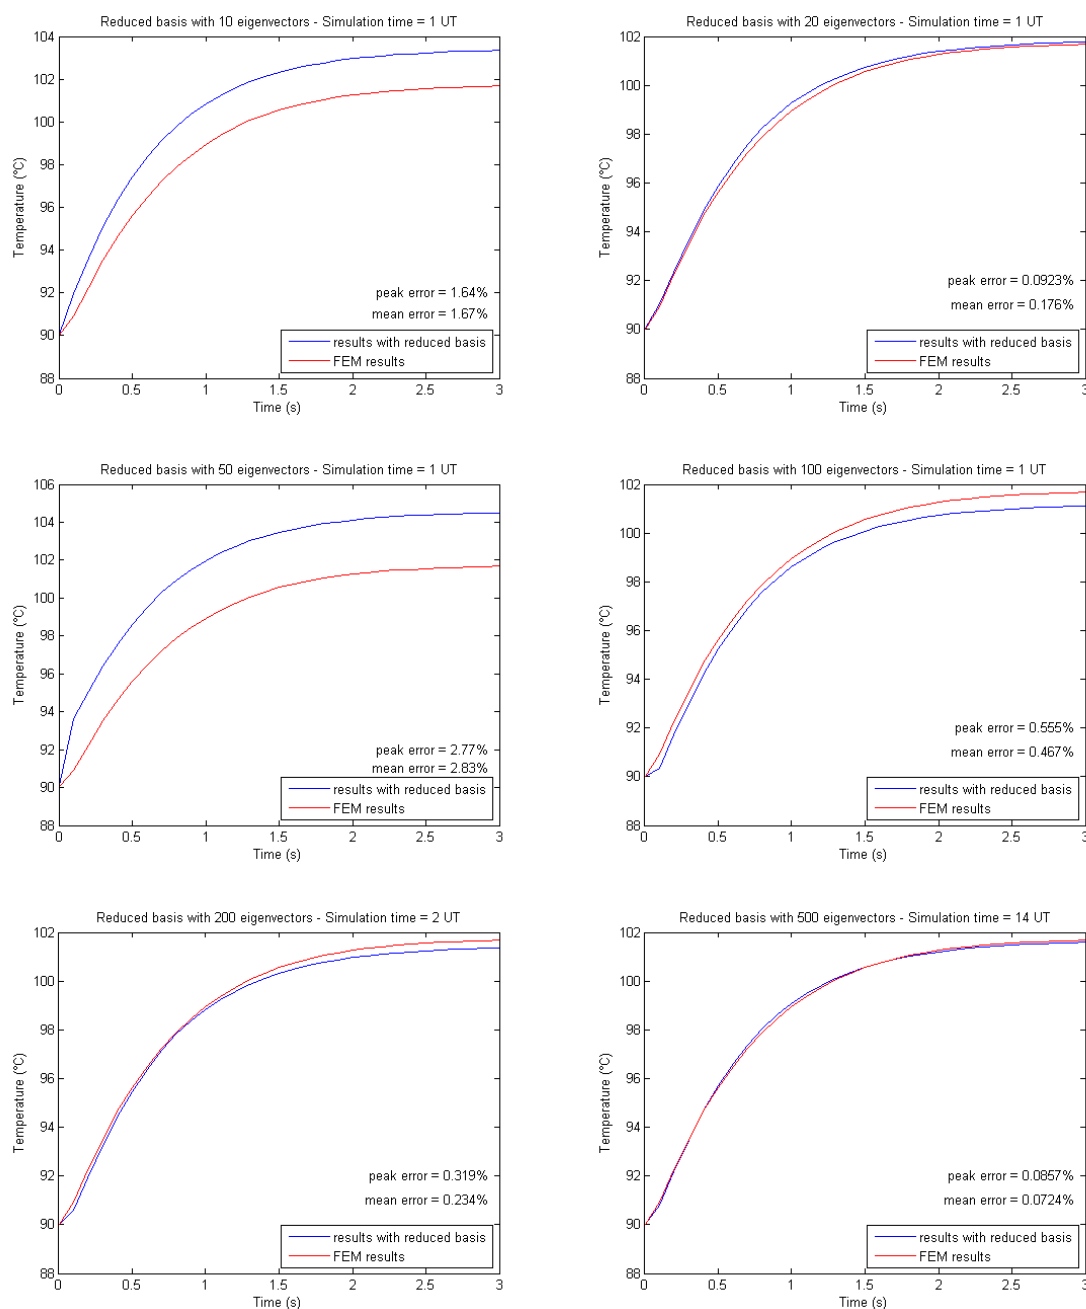 Reduced basis with 10 eigenvectors - Simulation time = 1 UT
104
102
100
98
96
94
92
90
88
Temperature (°C)
peak error = 1.64%
mean error = 1.67%
results with reduced basis
FEM results
0 0.5 1 1.5 2 2.5 3
Time (s)
Reduced basis with 20 eigenvectors - Simulation time = 1 UT
102
100
98
96
94
92
90
88
Temperature (°C)
peak error = 0.0923%
mean error = 0.176%
results with reduced basis
FEM results
0 0.5 1 1.5 2 2.5 3
Time (s)
Reduced basis with 50 eigenvectors - Simulation time = 1 UT
106
104
102
100
98
96
94
92
90
88
Temperature (°C)
peak error = 2.77%
mean error = 2.83%
results with reduced basis
FEM results
0 0.5 1 1.5 2 2.5 3
Time (s)
Reduced basis with 100 eigenvectors - Simulation time = 1 UT
102
100
98
96
94
92
90
88
Temperature (°C)
peak error = 0.555%
mean error = 0.467%
results with reduced basis
FEM results
0 0.5 1 1.5 2 2.5 3
Time (s)
Reduced basis with 200 eigenvectors - Simulation time = 2 UT
102
100
98
96
94
92
90
88
Temperature (°C)
peak error = 0.319%
mean error = 0.234%
results with reduced basis
FEM results
0 0.5 1 1.5 2 2.5 3
Time (s)
Reduced basis with 500 eigenvectors - Simulation time = 14 UT
102
100
98
96
94
92
90
88
Temperature (°C)
peak error = 0.0857%
mean error = 0.0724%
results with reduced basis
FEM results
0 0.5 1 1.5 2 2.5 3
Time (s)